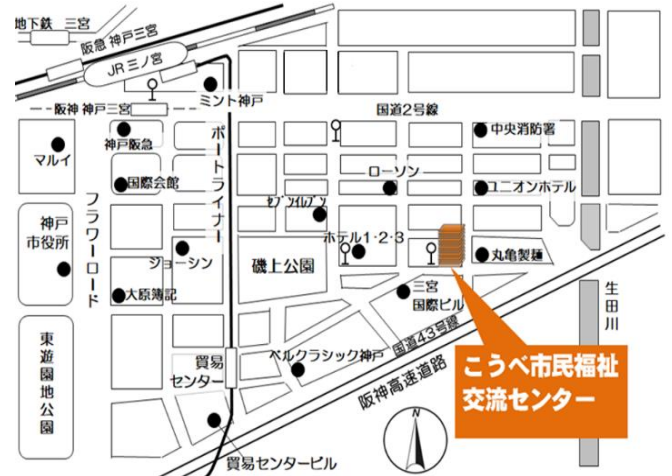 地下鉄 三宮
阪急 神戸三宮
JR 三ノ宮
阪神 神戸三宮
ミント神戸
国道2号線
マルイ
神戸阪急
国際会館
ポートライナー
フラワーロード
中央消防署
ローソン
ユニオンホテル
セブンイレブン
神戸
市役所
ジョーシン
ホテル1・2・3
丸亀製麺
磯上公園
大原簿記
三宮
国際ビル
生田川
国道43号線
東遊園地公園
貿易
センター
ベルクラシック神戸
阪神高速道路
こうべ市民福祉
交流センター
N
貿易センタービル